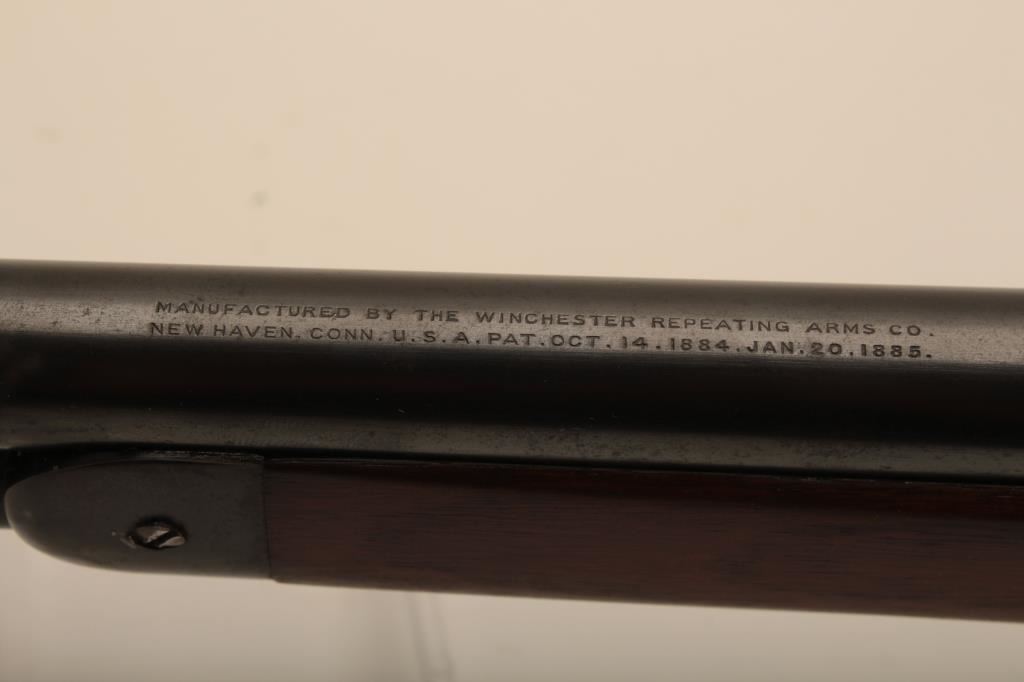 MANUFACTURED BY THE WINCHESTER REPEATING ARMS CO.
NEW HAVEN. CONN. U.S.A. PAT. OCT. 14. 1884. JAN. 20. 1885.